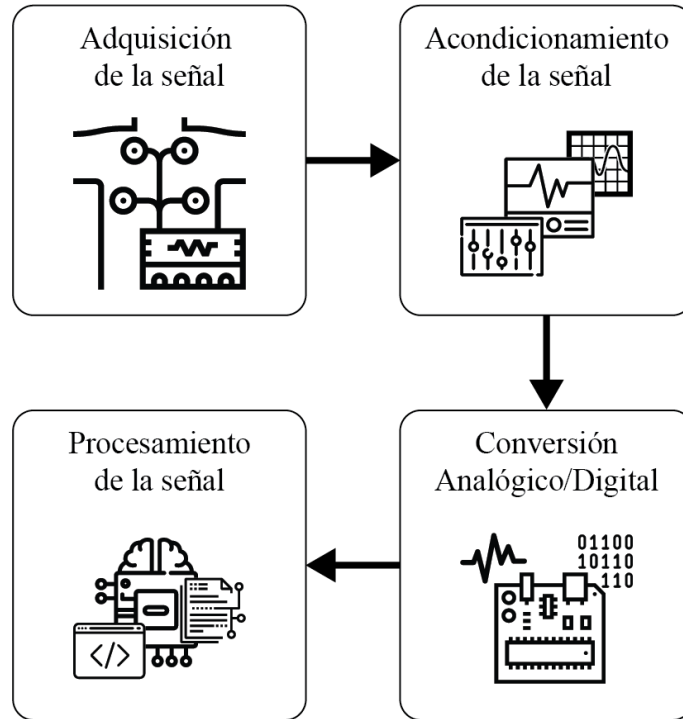 Adquisición
de la señal
Acondicionamiento
de la señal
Conversión
Analógico/Digital
01100
10110
110
Procesamiento
de la señal
</>